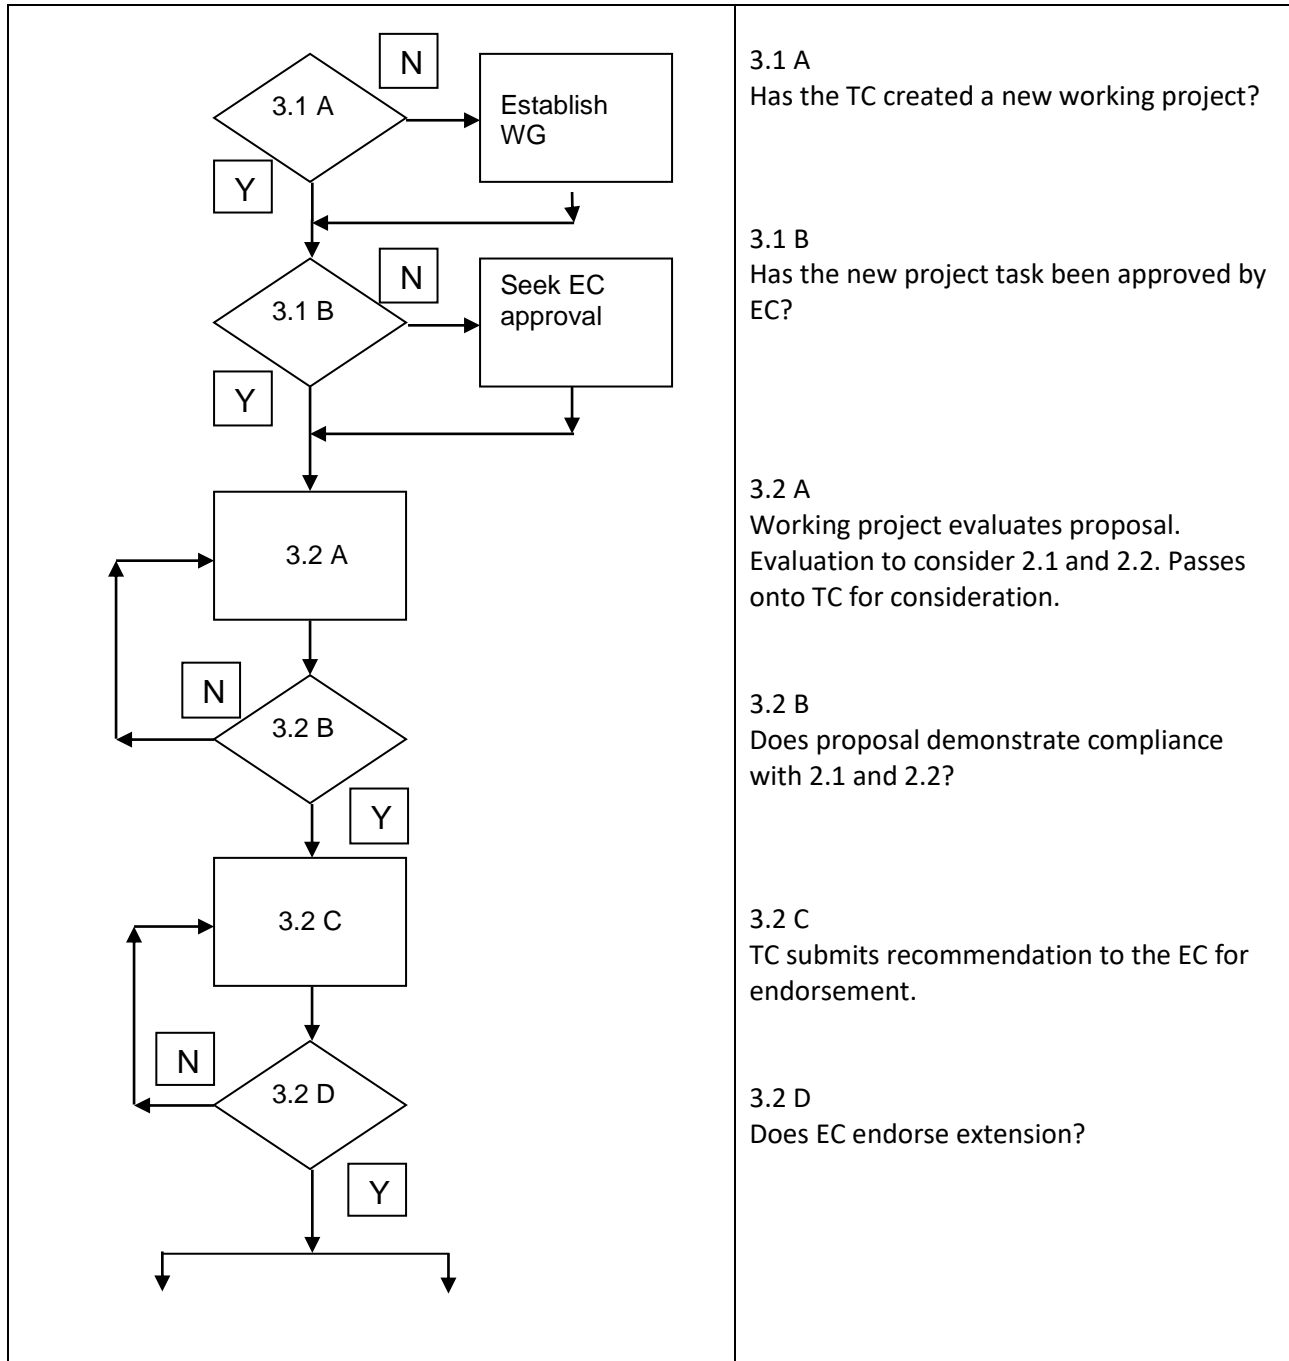 N
3.1 A
Establish
WG
Y
N
3.1 B
Seek EC
approval
Y
3.2 A
N
3.2 B
Y
3.2 C
N
3.2 D
Y
3.1 A
Has the TC created a new working project?
3.1 B
Has the new project task been approved by
EC?
3.2 A
Working project evaluates proposal.
Evaluation to consider 2.1 and 2.2. Passes
onto TC for consideration.
3.2 B
Does proposal demonstrate compliance
with 2.1 and 2.2?
3.2 C
TC submits recommendation to the EC for
endorsement.
3.2 D
Does EC endorse extension?